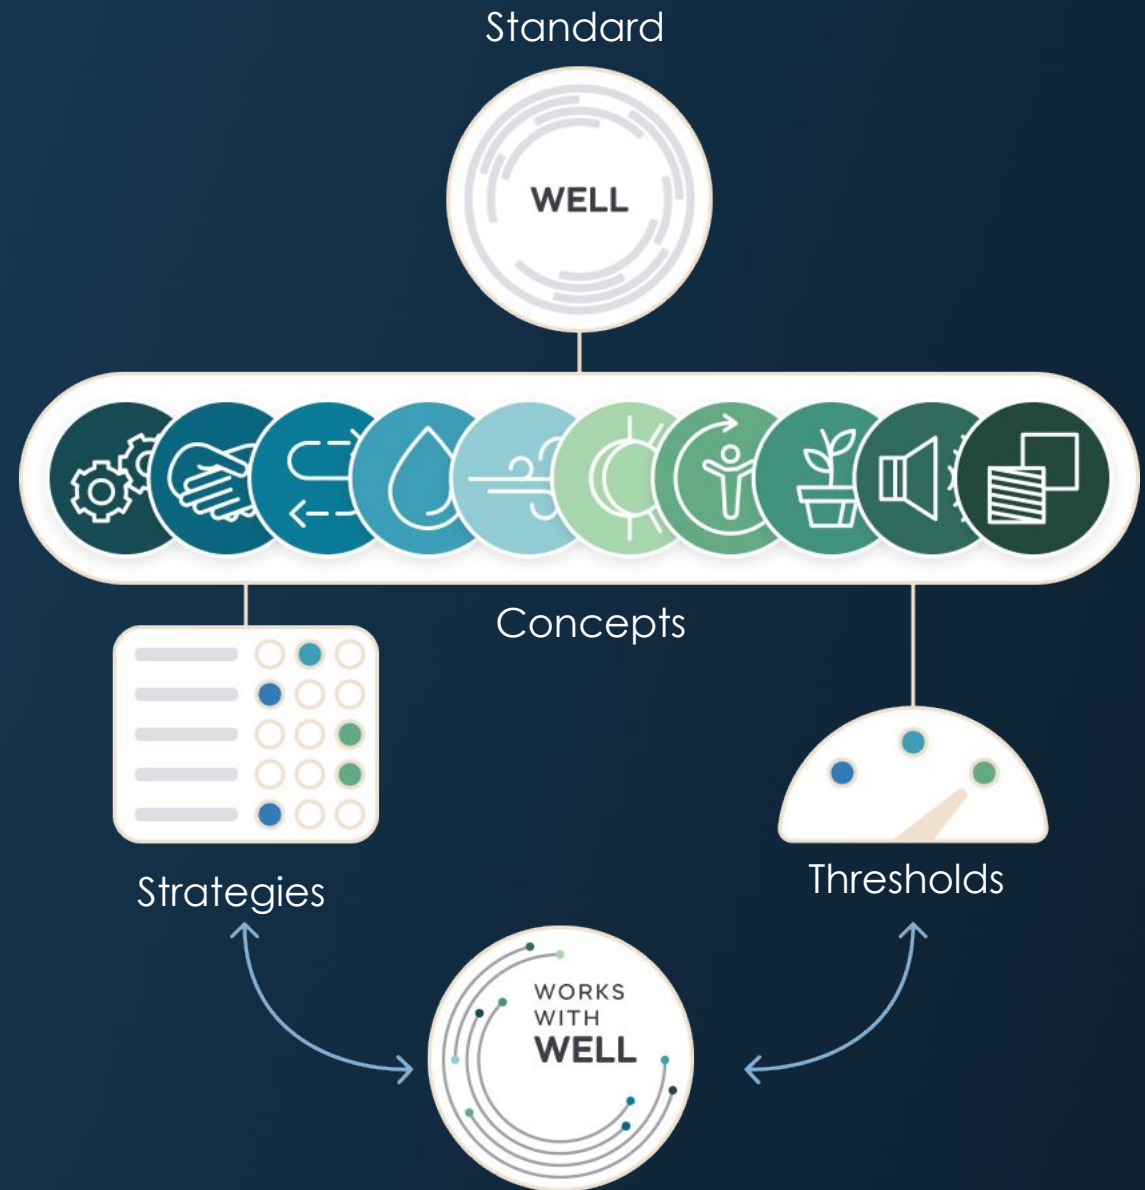 Standard
WELL
Concepts
Strategies
Thresholds
WORKS
WITH
WELL